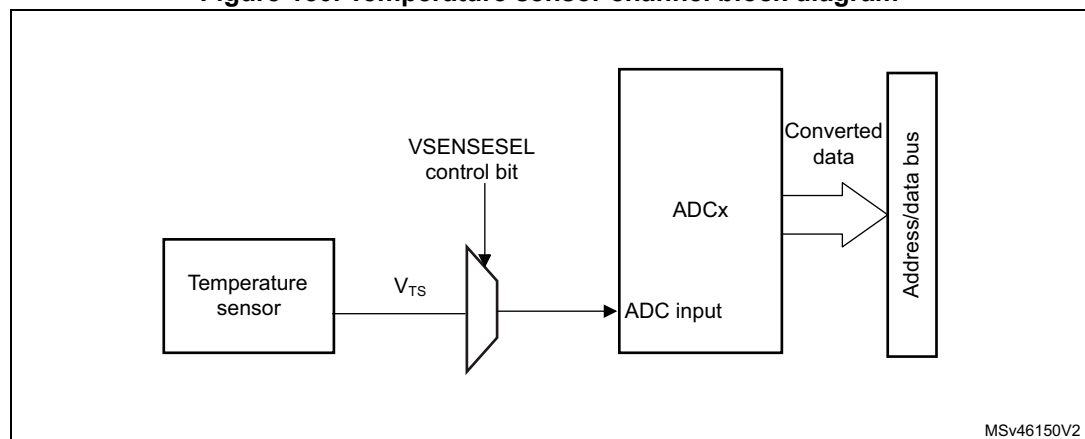 VSENSESEL
control bit
Temperature
sensor
VTS
ADCx
ADC input
Converted
data
Address/data bus
MSv46150V2